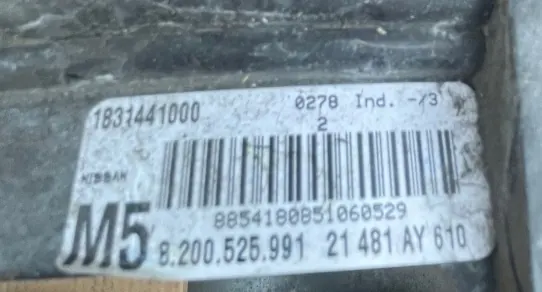 1831441000 0278 Ind. -/3
2
NISSAN
8854180851060529
M5 8.200.525.991 21 481 AY 610